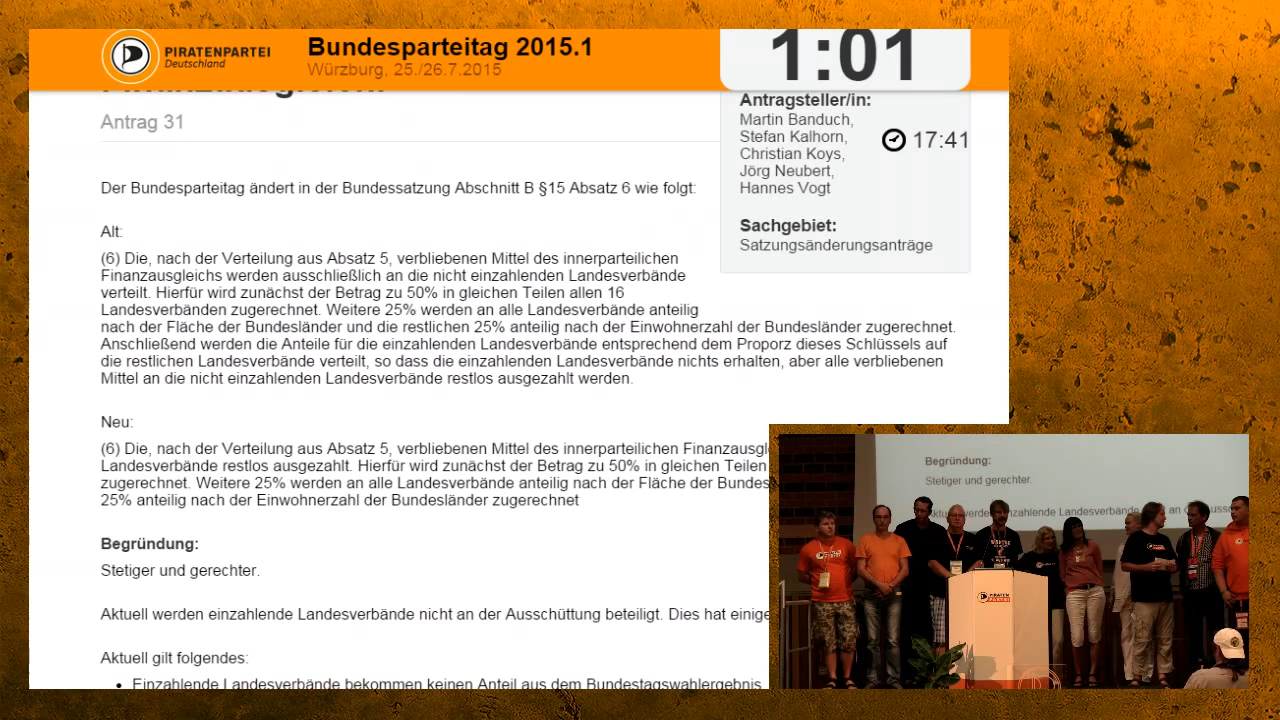 PIRATENPARTEI
Deutschland
Bundesparteitag 2015.1
Würzburg, 25./26.7.2015
1:01
Antrag 31
Antragsteller/in:
Martin Banduch,
Stefan Kalhorn,
Christian Koys,
Jörg Neubert,
Hannes Vogt
17:41
Sachgebiet:
Satzungsänderungsanträge
Der Bundesparteitag ändert in der Bundessatzung Abschnitt B §15 Absatz 6 wie folgt:
Alt:
(6) Die, nach der Verteilung aus Absatz 5, verbliebenen Mittel des innerparteilichen
Finanzausgleichs werden ausschließlich an die nicht einzahlenden Landesverbände
verteilt. Hierfür wird zunächst der Betrag zu 50% in gleichen Teilen allen 16
Landesverbänden zugerechnet. Weitere 25% werden an alle Landesverbände anteilig
nach der Fläche der Bundesländer und die restlichen 25% anteilig nach der Einwohnerzahl der Bundesländer zugerechnet.
Anschließend werden die Anteile für die einzahlenden Landesverbände entsprechend dem Proporz dieses Schlüssels auf
die restlichen Landesverbände verteilt, so dass die einzahlenden Landesverbände nichts erhalten, aber alle verbliebenen
Mittel an die nicht einzahlenden Landesverbände restlos ausgezahlt werden.
Neu:
(6) Die, nach der Verteilung aus Absatz 5, verbliebenen Mittel des innerparteilichen
Landesverbände restlos ausgezahlt. Hierfür wird zunächst der Betrag zu 50% in gleichen Teilen
zugerechnet. Weitere 25% werden an alle Landesverbände anteilig nach der Fläche der
25% anteilig nach der Einwohnerzahl der Bundesländer zugerechnet
Begründung:
Stetiger und gerechter.
Aktuell werden einzahlende Landesverbände nicht an der Ausschüttung beteiligt. Dies hat einige
Aktuell gilt folgendes:
• Einzahlende Landesverbände bekommen keinen Anteil aus dem Bundestagswahlergebnis
Begründung:
Stetiger und gerechter.
PIRATEN
PARTEI